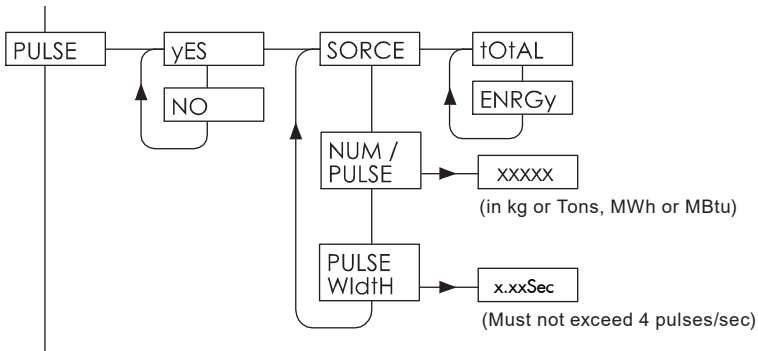 PULSE
yES
NO
SORCE
tOtAL
ENRGy
NUM /
PULSE
xxxxx
(in kg or Tons, MWh or MBtu)
PULSE
WIdtH
x.xxSec
(Must not exceed 4 pulses/sec)